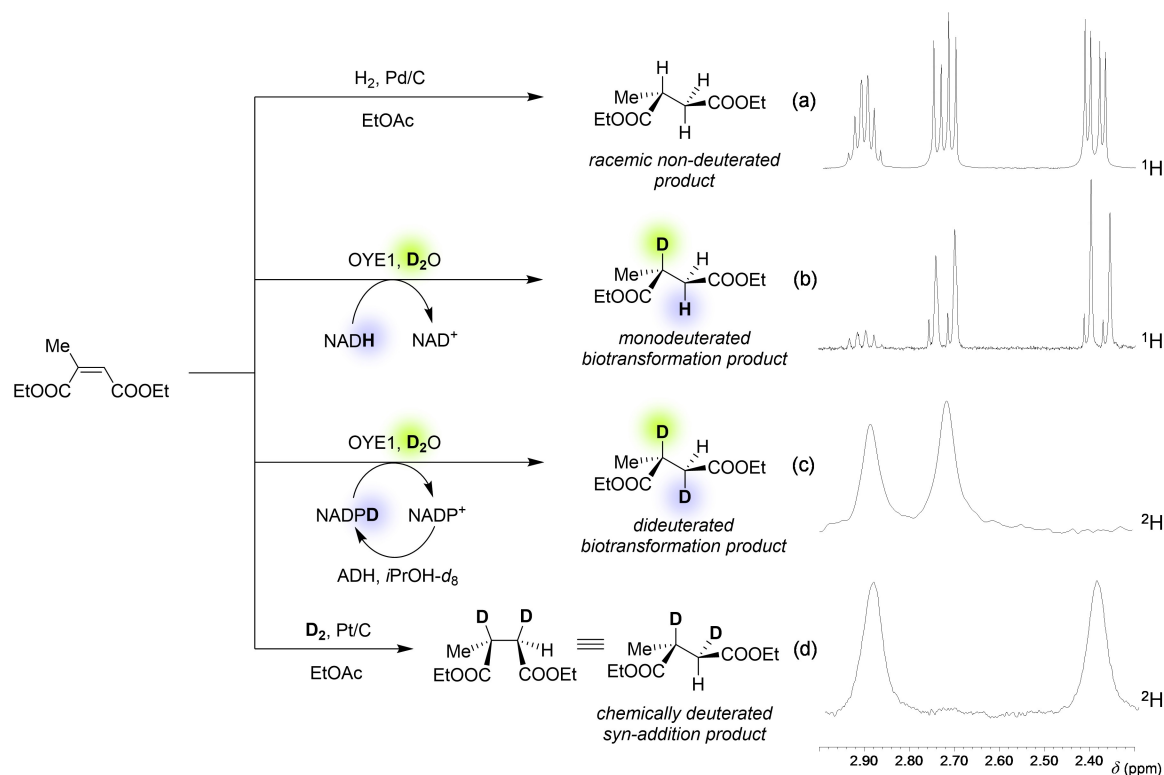 H₂, Pd/C
EtOAc
H
H
Me
COOEt
EtOOC
H
racemic non-deuterated
product
(a)
¹H
OYE1, D₂O
NADH
NAD⁺
D
H
Me
COOEt
EtOOC
H
monodeuterated
biotransformation product
(b)
¹H
Me
EtOOC
COOEt
OYE1, D₂O
NADPD
NADP⁺
ADH, iPrOH-d₈
D
H
Me
COOEt
EtOOC
D
dideuterated
biotransformation product
(c)
²H
D₂, Pt/C
EtOAc
D
D
Me
H
EtOOC
COOEt
D
D
Me
COOEt
EtOOC
H
chemically deuterated
syn-addition product
(d)
²H
2.90 2.80 2.70 2.60 2.50 2.40
δ (ppm)